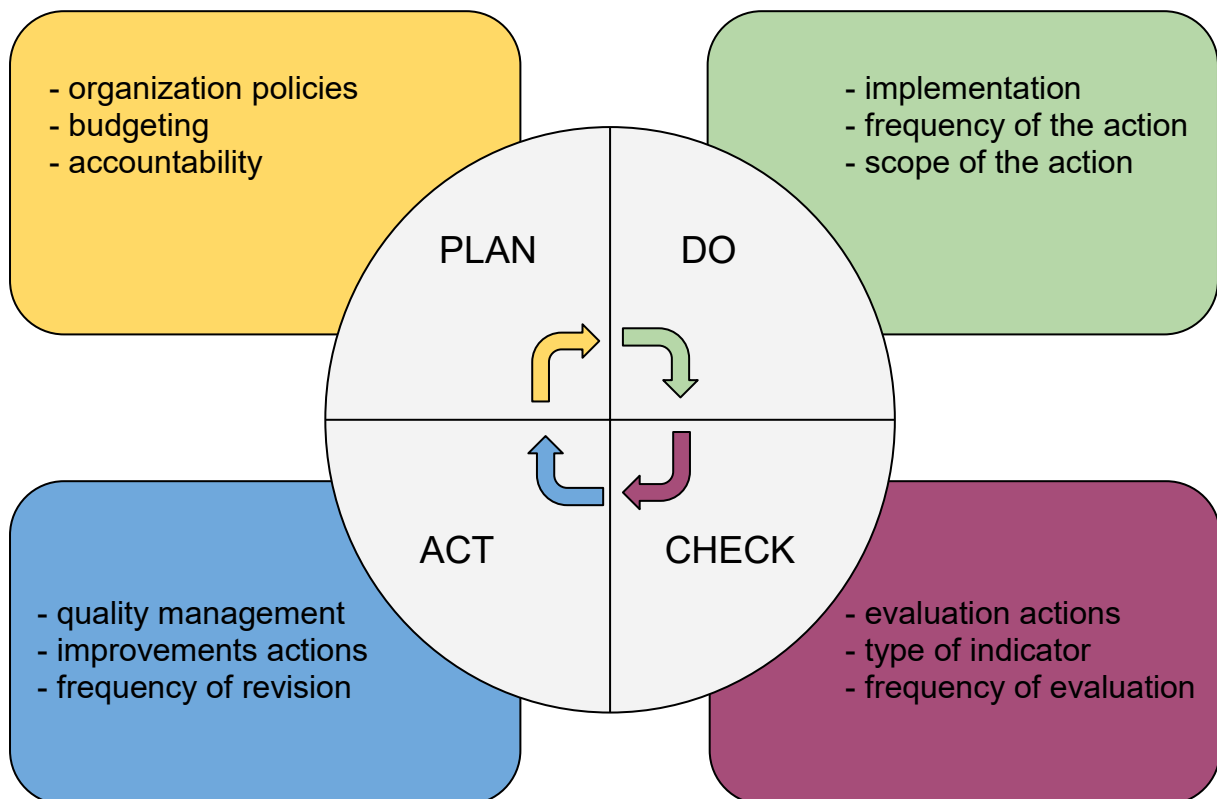 - organization policies
- budgeting
- accountability
- implementation
- frequency of the action
- scope of the action
PLAN
DO
ACT
CHECK
- quality management
- improvements actions
- frequency of revision
- evaluation actions
- type of indicator
- frequency of evaluation